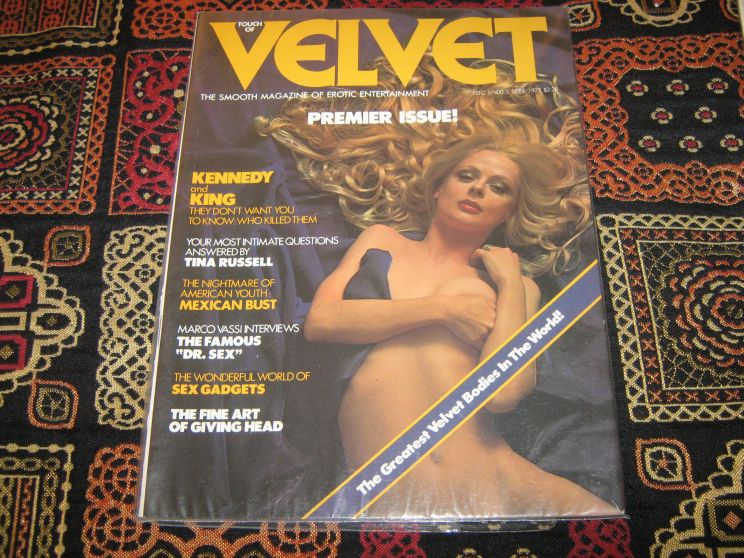 TOUCH
OF
VELVET
THE SMOOTH MAGAZINE OF EROTIC ENTERTAINMENT
SEPT. 1977
PREMIER ISSUE!
KENNEDY
and
KING
THEY DON'T WANT YOU
TO KNOW WHO KILLED THEM
YOUR MOST INTIMATE QUESTIONS
ANSWERED BY
TINA RUSSELL
THE NIGHTMARE OF
AMERICAN YOUTH:
MEXICAN BUST
MARCO VASSI INTERVIEWS
THE FAMOUS
"DR. SEX"
THE WONDERFUL WORLD OF
SEX GADGETS
THE FINE ART
OF GIVING HEAD
The Greatest Velvet Bodies In The World!